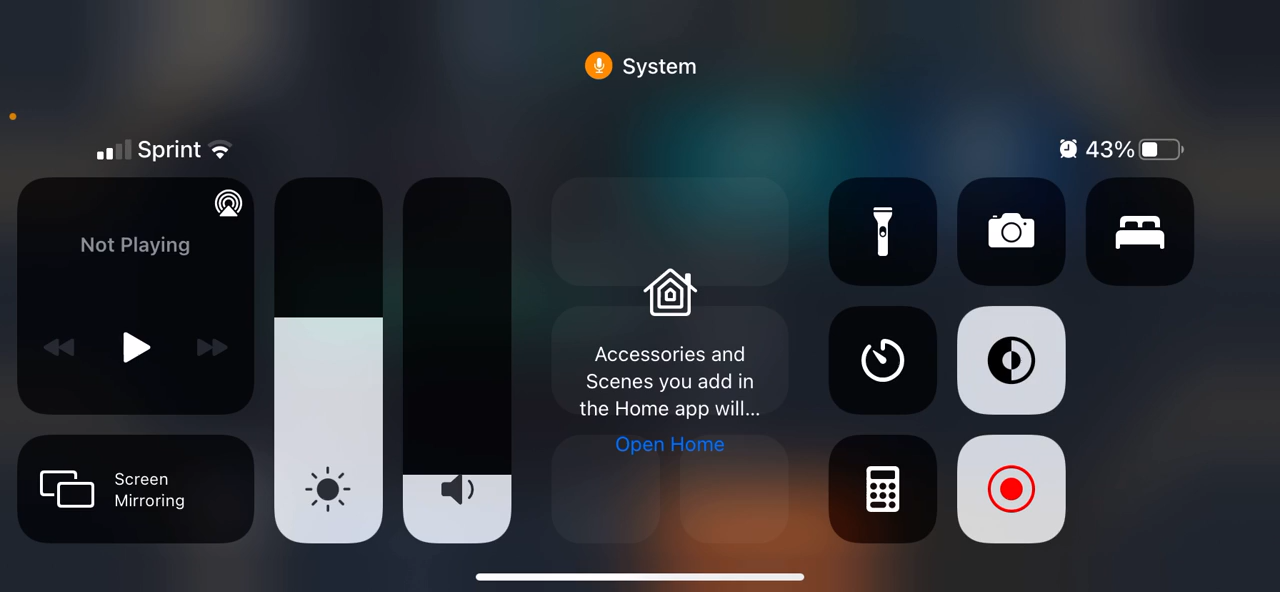 System
Sprint
43%
Not Playing
Screen
Mirroring
Accessories and
Scenes you add in
the Home app will...
Open Home